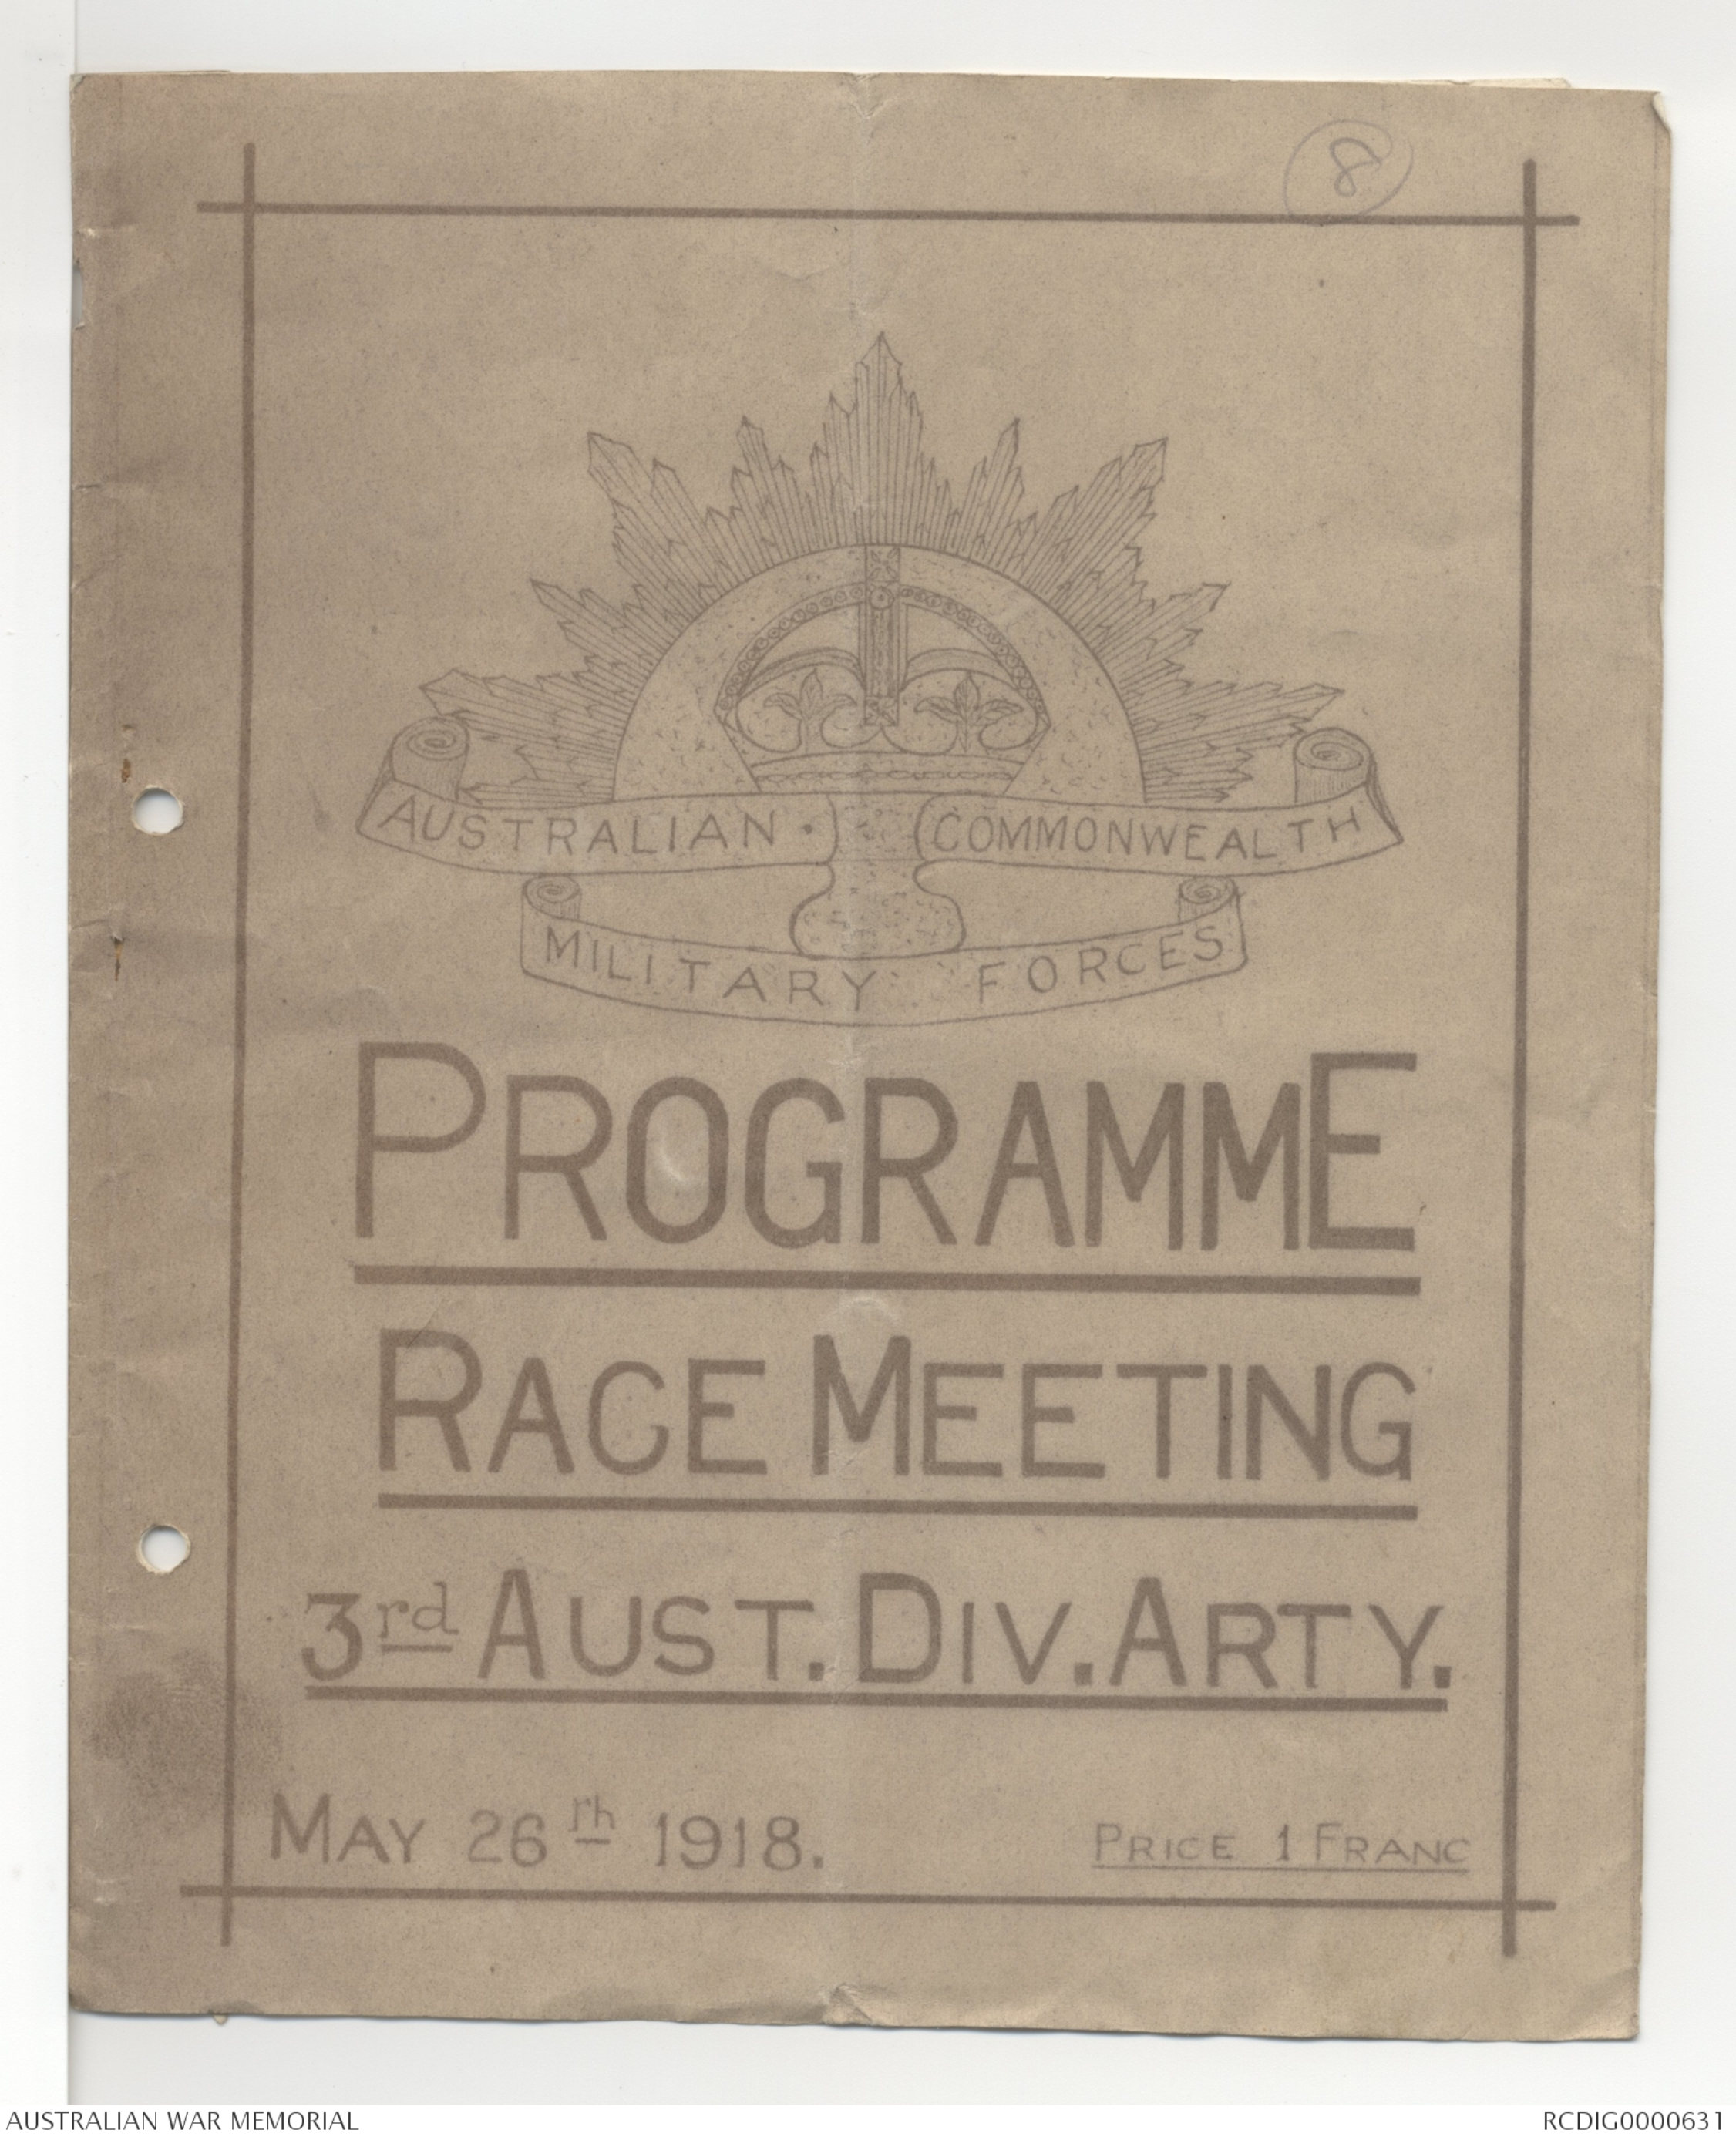 8
AUSTRALIAN · COMMONWEALTH
MILITARY FORCES
PROGRAMME
RACE MEETING
3rd AUST. DIV. ARTY.
MAY 26th 1918.
PRICE 1 FRANC
AUSTRALIAN WAR MEMORIAL
RCDIG0000631